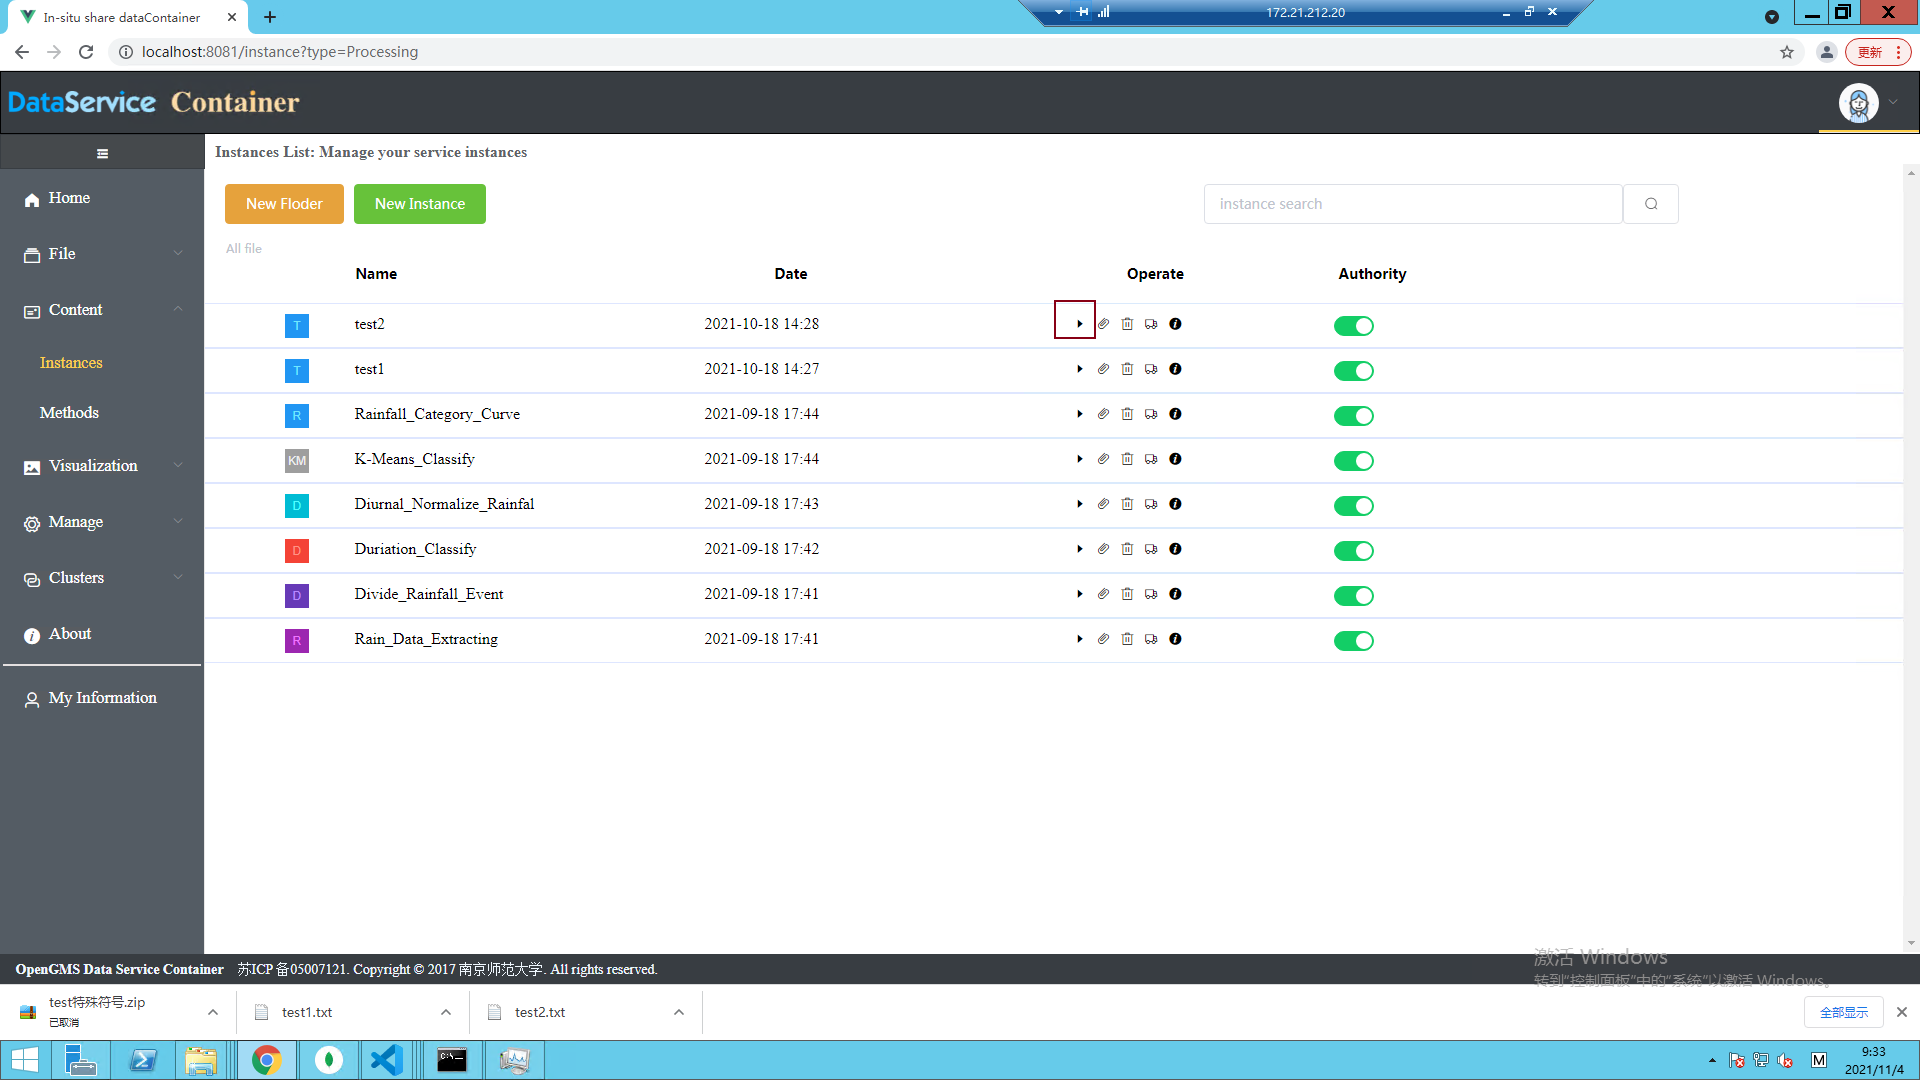 In-situ share dataContainer
172.21.212.20
localhost:8081/instance?type=Processing
更新
DataService Container
Instances List: Manage your service instances
Home
New Floder
New Instance
instance search
File
All file
Name Date Operate Authority
Content
T test2 2021-10-18 14:28
Instances
T test1 2021-10-18 14:27
Methods
R Rainfall_Category_Curve 2021-09-18 17:44
Visualization
KM K-Means_Classify 2021-09-18 17:44
D Diurnal_Normalize_Rainfal 2021-09-18 17:43
Manage
D Duriation_Classify 2021-09-18 17:42
Clusters
D Divide_Rainfall_Event 2021-09-18 17:41
About
R Rain_Data_Extracting 2021-09-18 17:41
My Information
激活 Windows
转到"控制面板"中的"系统"以激活 Windows。
OpenGMS Data Service Container 苏ICP 备05007121. Copyright © 2017 南京师范大学. All rights reserved.
test特殊符号.zip
已取消
test1.txt
test2.txt
全部显示
C:\_
M
9:33
2021/11/4